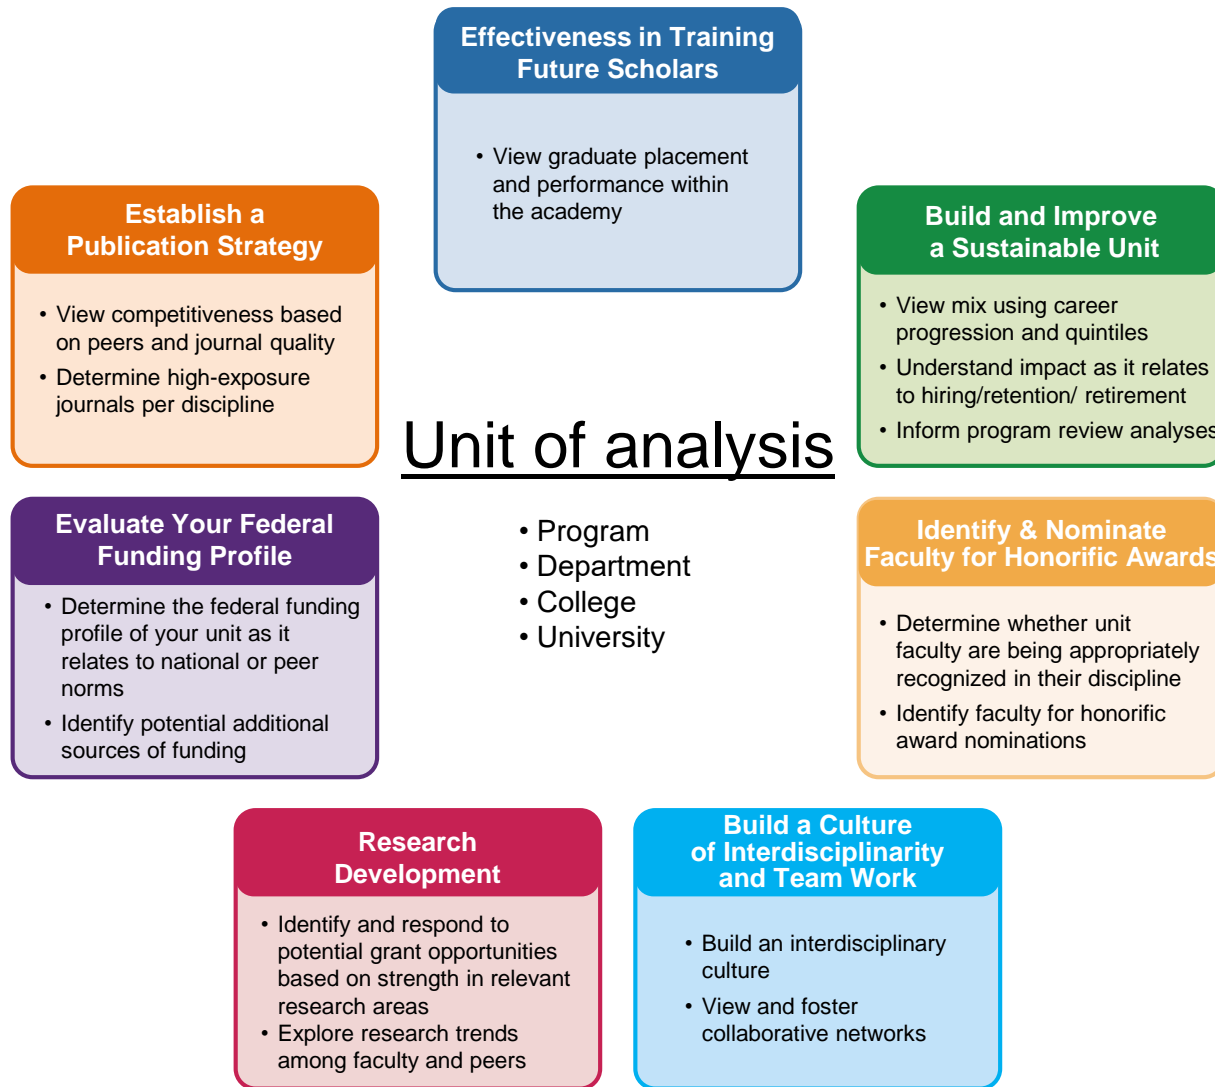 Effectiveness in Training
Future Scholars
• View graduate placement
and performance within
the academy
Establish a
Publication Strategy
• View competitiveness based
on peers and journal quality
• Determine high-exposure
journals per discipline
Build and Improve
a Sustainable Unit
• View mix using career
progression and quintiles
• Understand impact as it relates
to hiring/retention/ retirement
• Inform program review analyses
Unit of analysis
• Program
• Department
• College
• University
Evaluate Your Federal
Funding Profile
• Determine the federal funding
profile of your unit as it
relates to national or peer
norms
• Identify potential additional
sources of funding
Identify & Nominate
Faculty for Honorific Awards
• Determine whether unit
faculty are being appropriately
recognized in their discipline
• Identify faculty for honorific
award nominations
Research
Development
• Identify and respond to
potential grant opportunities
based on strength in relevant
research areas
• Explore research trends
among faculty and peers
Build a Culture
of Interdisciplinarity
and Team Work
• Build an interdisciplinary
culture
• View and foster
collaborative networks